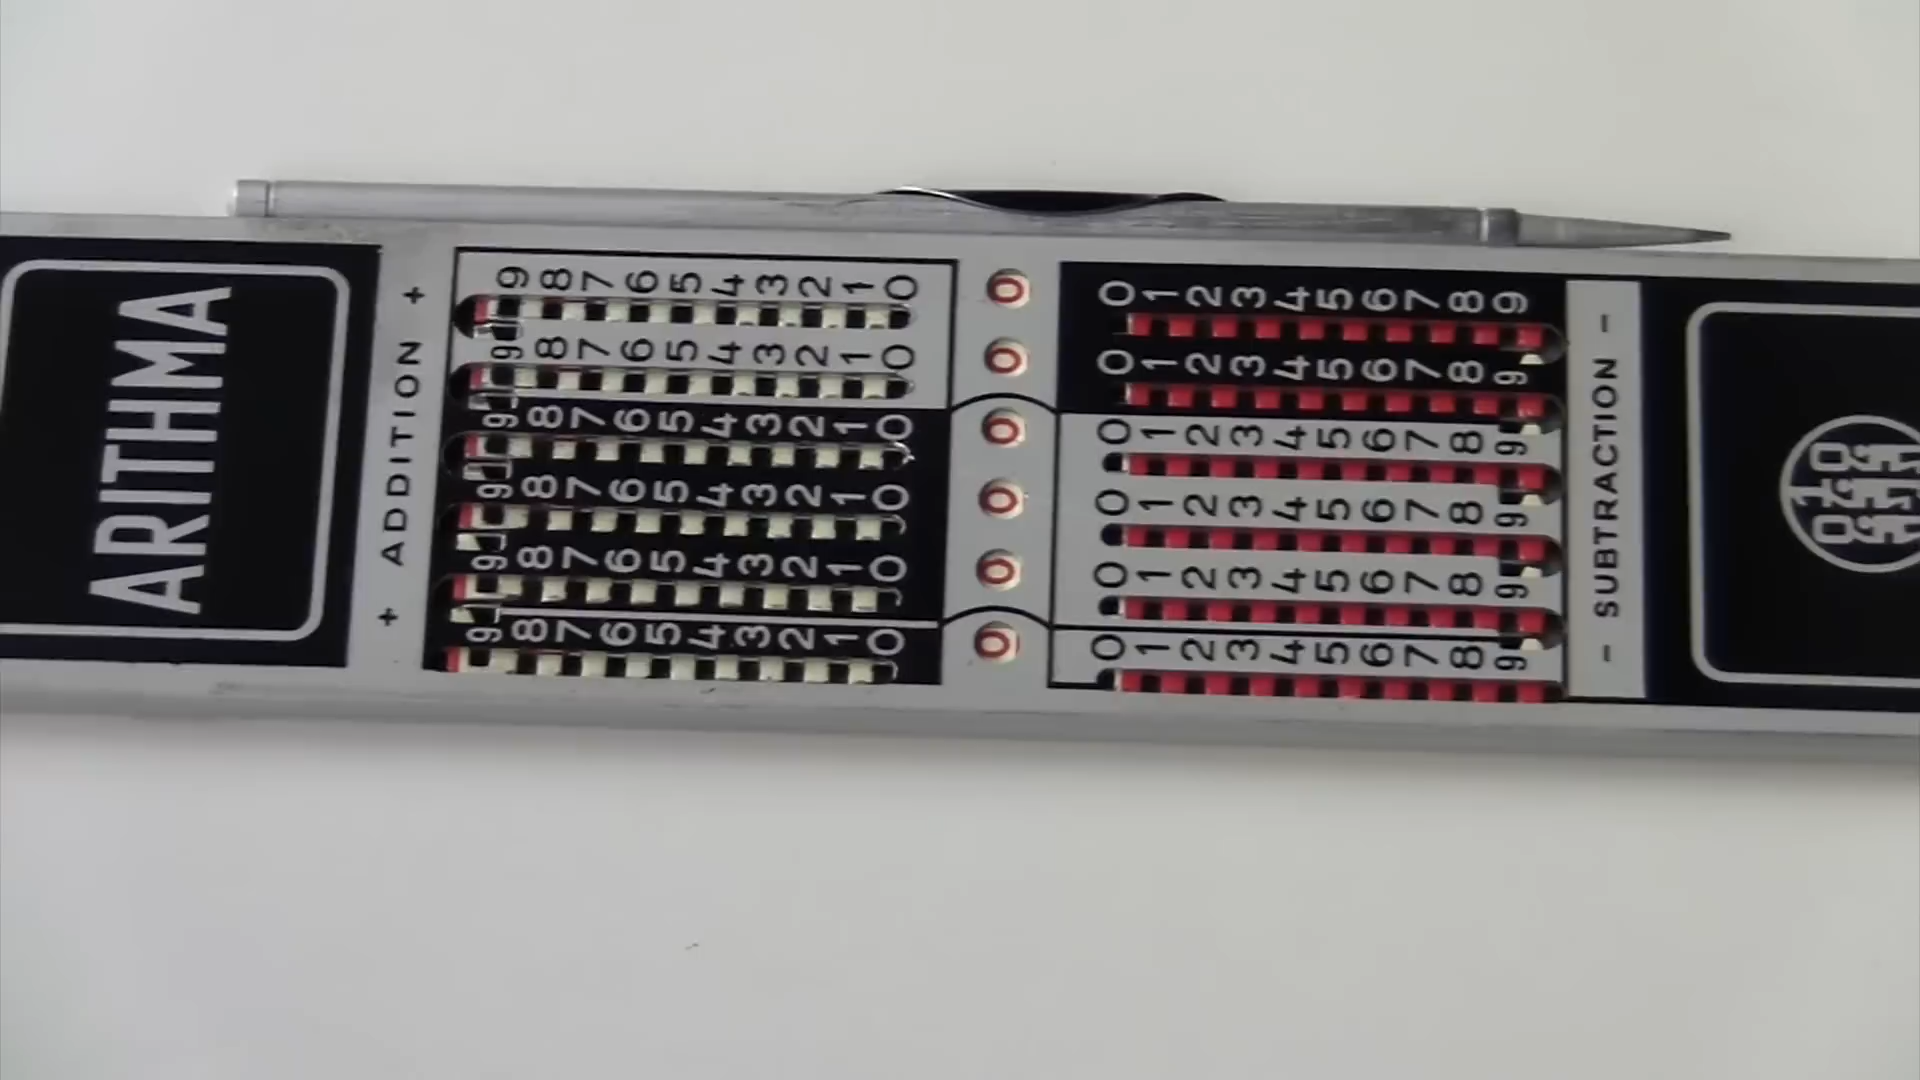 ARITHMA
+ ADDITION +
9 9 9 9 9 9
8 8 8 8 8 8
7 7 7 7 7 7
6 6 6 6 6 6
5 5 5 5 5 5
4 4 4 4 4 4
3 3 3 3 3 3
2 2 2 2 2 2
1 1 1 1 1 1
0 0 0 0 0 0
0 0 0 0 0 0
0 0 0 0 0 0
1 1 1 1 1 1
2 2 2 2 2 2
3 3 3 3 3 3
4 4 4 4 4 4
5 5 5 5 5 5
6 6 6 6 6 6
7 7 7 7 7 7
8 8 8 8 8 8
9 9 9 9 9 9
- SUBTRACTION -